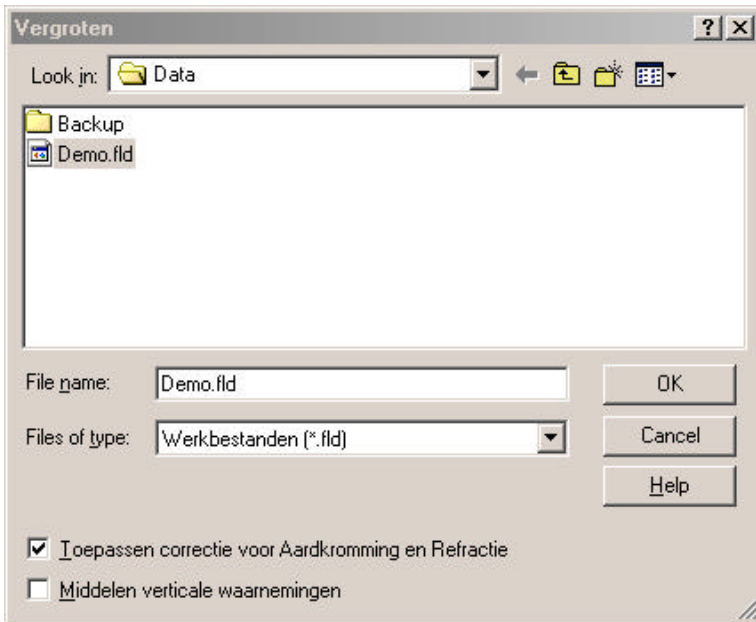 Vergroten
Look in: Data
Backup
Demo.fld
File name: Demo.fld OK
Files of type: Werkbestanden (*.fld) Cancel
Help
Toepassen correctie voor Aardkromming en Refractie
Middelen verticale waarnemingen